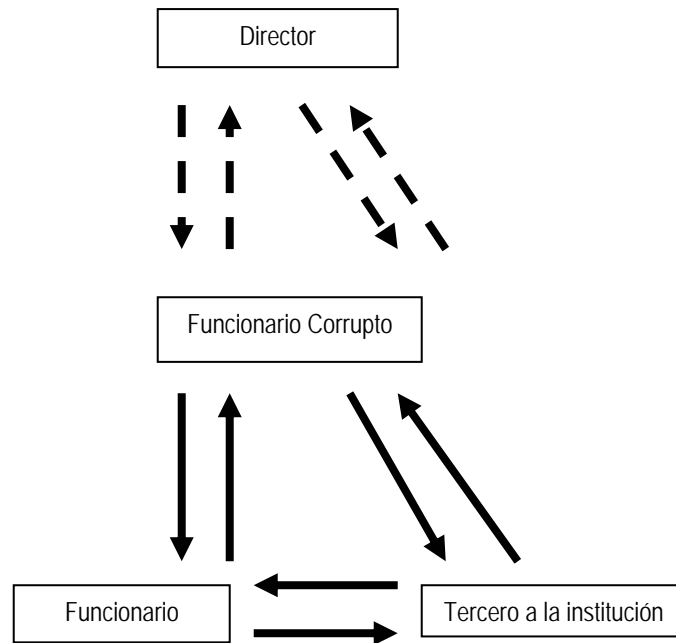 Director
Funcionario Corrupto
Funcionario
Tercero a la institución